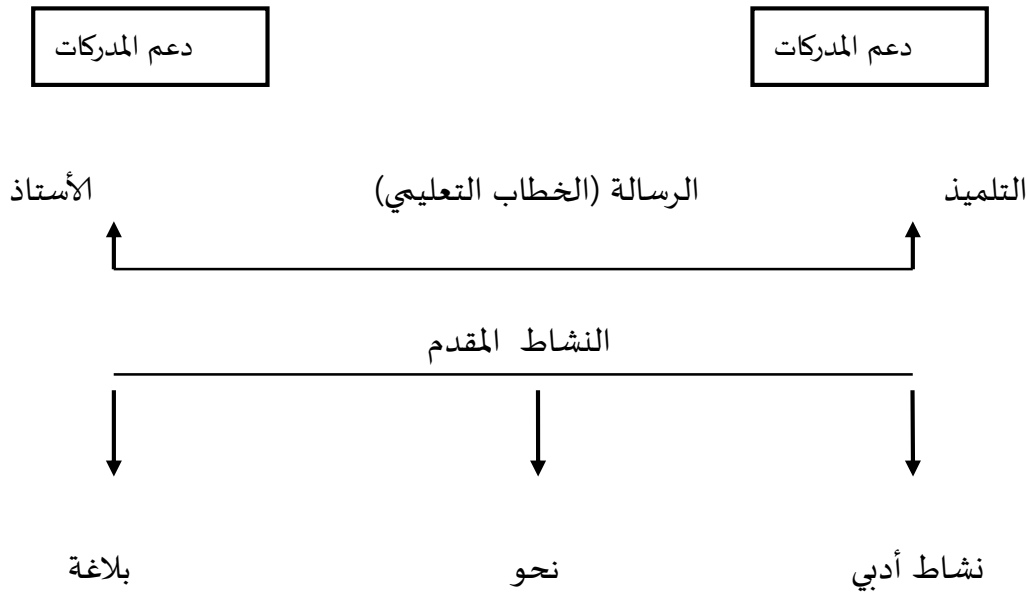 دعم المدركات
دعم المدركات
التلميذ
الرسالة (الخطاب التعليمي)
الأستاذ
النشاط المقدم
نشاط أدبي
نحو
بلاغة